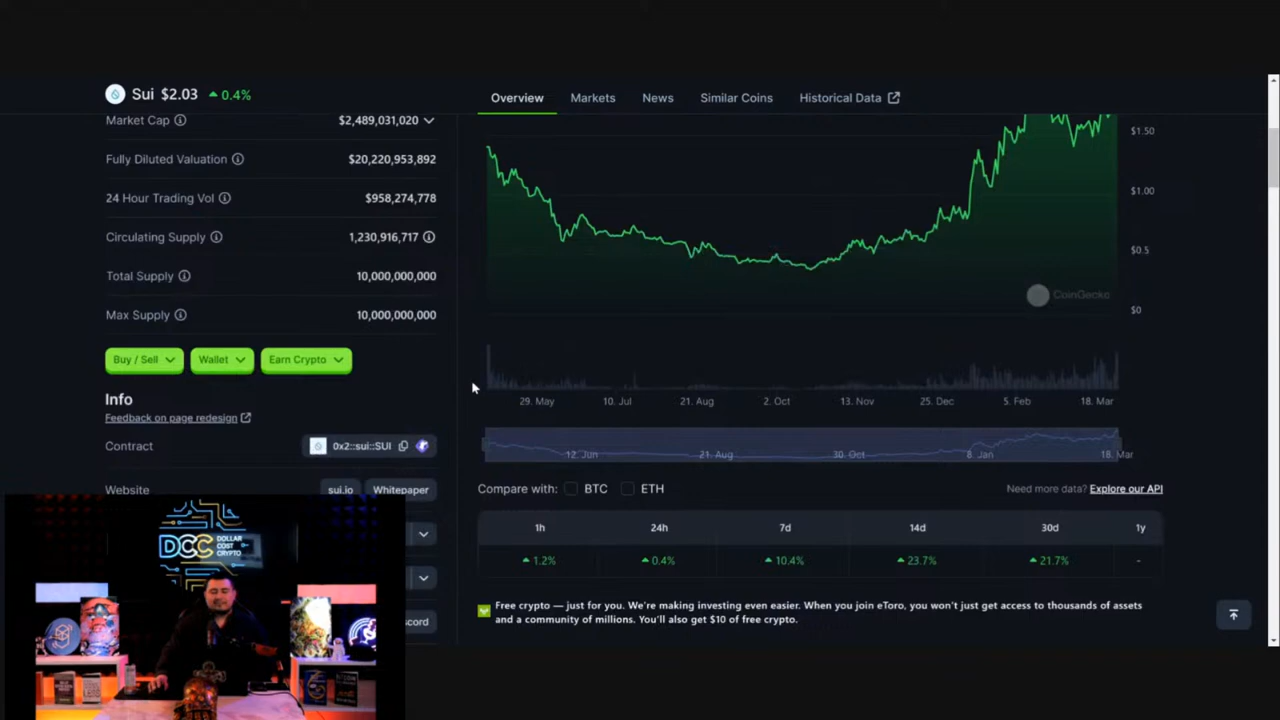 Sui $2.03 0.4%
Overview Markets News Similar Coins Historical Data
Market Cap $2,489,031,020
Fully Diluted Valuation $20,220,953,892
24 Hour Trading Vol $958,274,778
Circulating Supply 1,230,916,717
Total Supply 10,000,000,000
Max Supply 10,000,000,000
Buy / Sell Wallet Earn Crypto
Info
Feedback on page redesign
Contract 0x2::sui::SUI
Website sui.io Whitepaper
scord
$1.50
$1.00
$0.5
$0
CoinGecko
29. May 10. Jul 21. Aug 2. Oct 13. Nov 25. Dec 5. Feb 18. Mar
12. Jun 21. Aug 30. Oct 8. Jan 18. Mar
Compare with: BTC ETH Need more data? Explore our API
1h 24h 7d 14d 30d 1y
1.2% 0.4% 10.4% 23.7% 21.7% -
Free crypto — just for you. We're making investing even easier. When you join eToro, you won't just get access to thousands of assets
and a community of millions. You'll also get $10 of free crypto.
DCC DOLLAR
COST
CRYPTO